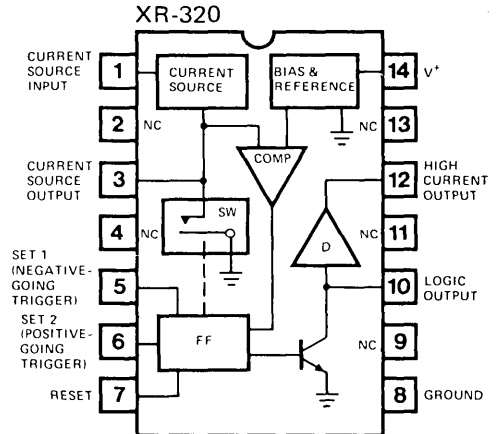 XR-320
CURRENT
SOURCE
INPUT
1
CURRENT
SOURCE
BIAS &
REFERENCE
14
V+
2
NC
NC
13
CURRENT
SOURCE
OUTPUT
3
COMP
12
HIGH
CURRENT
OUTPUT
4
NC
SW
D
NC
11
SET 1
(NEGATIVE-
GOING
TRIGGER)
5
10
LOGIC
OUTPUT
SET 2
(POSITIVE-
GOING
TRIGGER)
6
FF
NC
9
RESET
7
8
GROUND